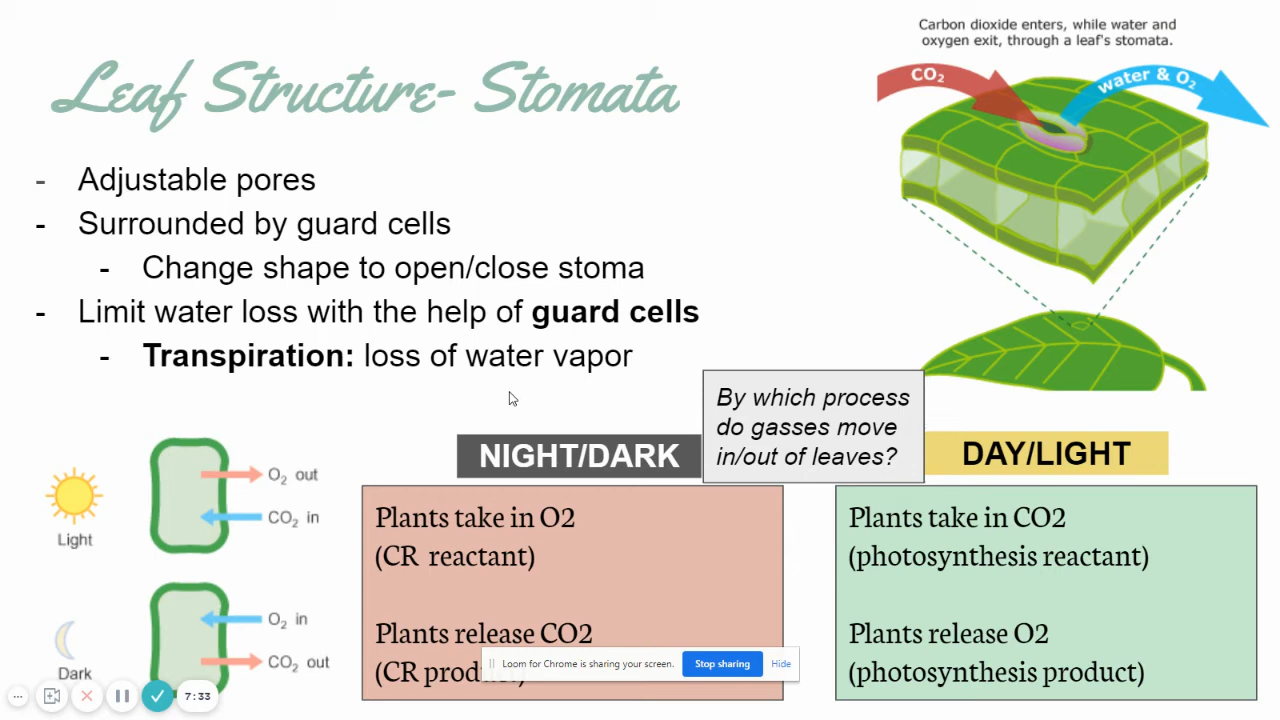 Carbon dioxide enters, while water and
oxygen exit, through a leaf's stomata.
CO₂
water & O₂
Leaf Structure- Stomata
- Adjustable pores
- Surrounded by guard cells
- Change shape to open/close stoma
- Limit water loss with the help of guard cells
- Transpiration: loss of water vapor
By which process
do gasses move
in/out of leaves?
Light
O₂ out
CO₂ in
Dark
O₂ in
CO₂ out
NIGHT/DARK
Plants take in O2
(CR reactant)
Plants release CO2
(CR
DAY/LIGHT
Plants take in CO2
(photosynthesis reactant)
Plants release O2
(photosynthesis product)
Loom for Chrome is sharing your screen.
Stop sharing
Hide
7:33